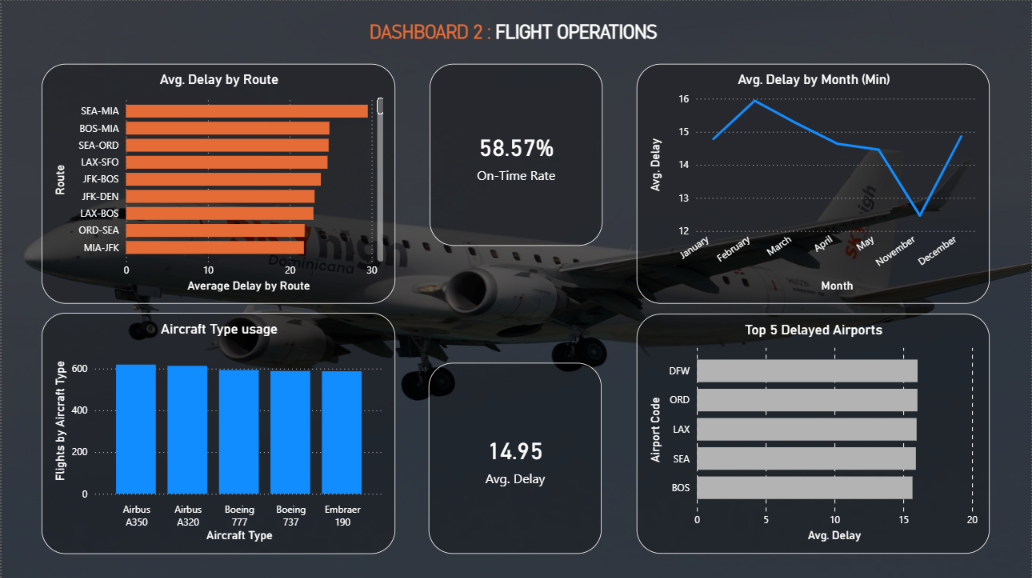 DASHBOARD 2 : FLIGHT OPERATIONS
Avg. Delay by Route
Route
SEA-MIA
BOS-MIA
SEA-ORD
LAX-SFO
JFK-BOS
JFK-DEN
LAX-BOS
ORD-SEA
MIA-JFK
0 10 20 30
Average Delay by Route
58.57%
On-Time Rate
Avg. Delay by Month (Min)
Avg. Delay
16
15
14
13
12
January February March April May November December
Month
Aircraft Type usage
Flights by Aircraft Type
600
400
200
0
Airbus A350
Airbus A320
Boeing 777
Boeing 737
Embraer 190
Aircraft Type
14.95
Avg. Delay
Top 5 Delayed Airports
Airport Code
DFW
ORD
LAX
SEA
BOS
0 5 10 15 20
Avg. Delay
high
Dominicana